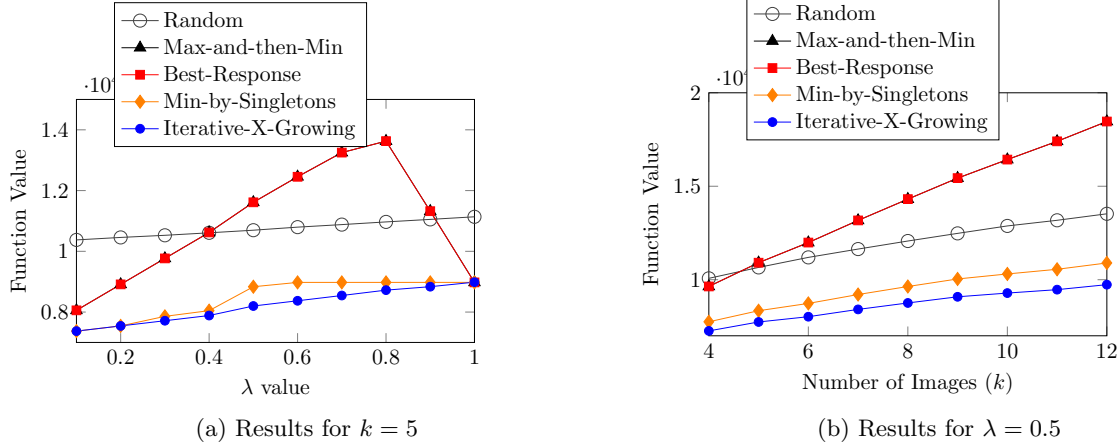 Random
Max-and-then-Min
Best-Response
Min-by-Singletons
Iterative-X-Growing
1.4
1.2
1
0.8
Function Value
0.2 0.4 0.6 0.8 1
λ value
(a) Results for k = 5
Random
Max-and-then-Min
Best-Response
Min-by-Singletons
Iterative-X-Growing
2
1.5
1
Function Value
4 6 8 10 12
Number of Images (k)
(b) Results for λ = 0.5